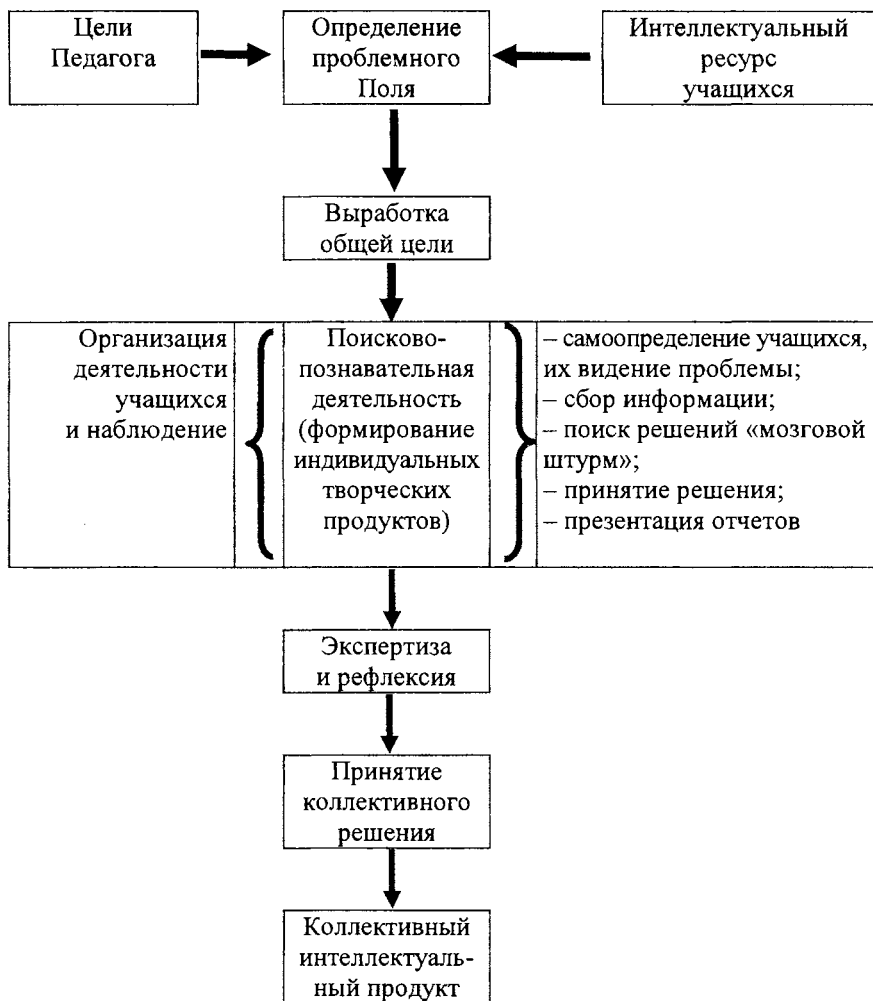 Цели
Педагога
Определение
проблемного
Поля
Интеллектуальный
ресурс
учащихся
Выработка
общей цели
Организация
деятельности
учащихся
и наблюдение
Поисково-
познавательная
деятельность
(формирование
индивидуальных
творческих
продуктов)
– самоопределение учащихся,
их видение проблемы;
– сбор информации;
– поиск решений «мозговой
штурм»;
– принятие решения;
– презентация отчетов
Экспертиза
и рефлексия
Принятие
коллективного
решения
Коллективный
интеллектуаль-
ный продукт